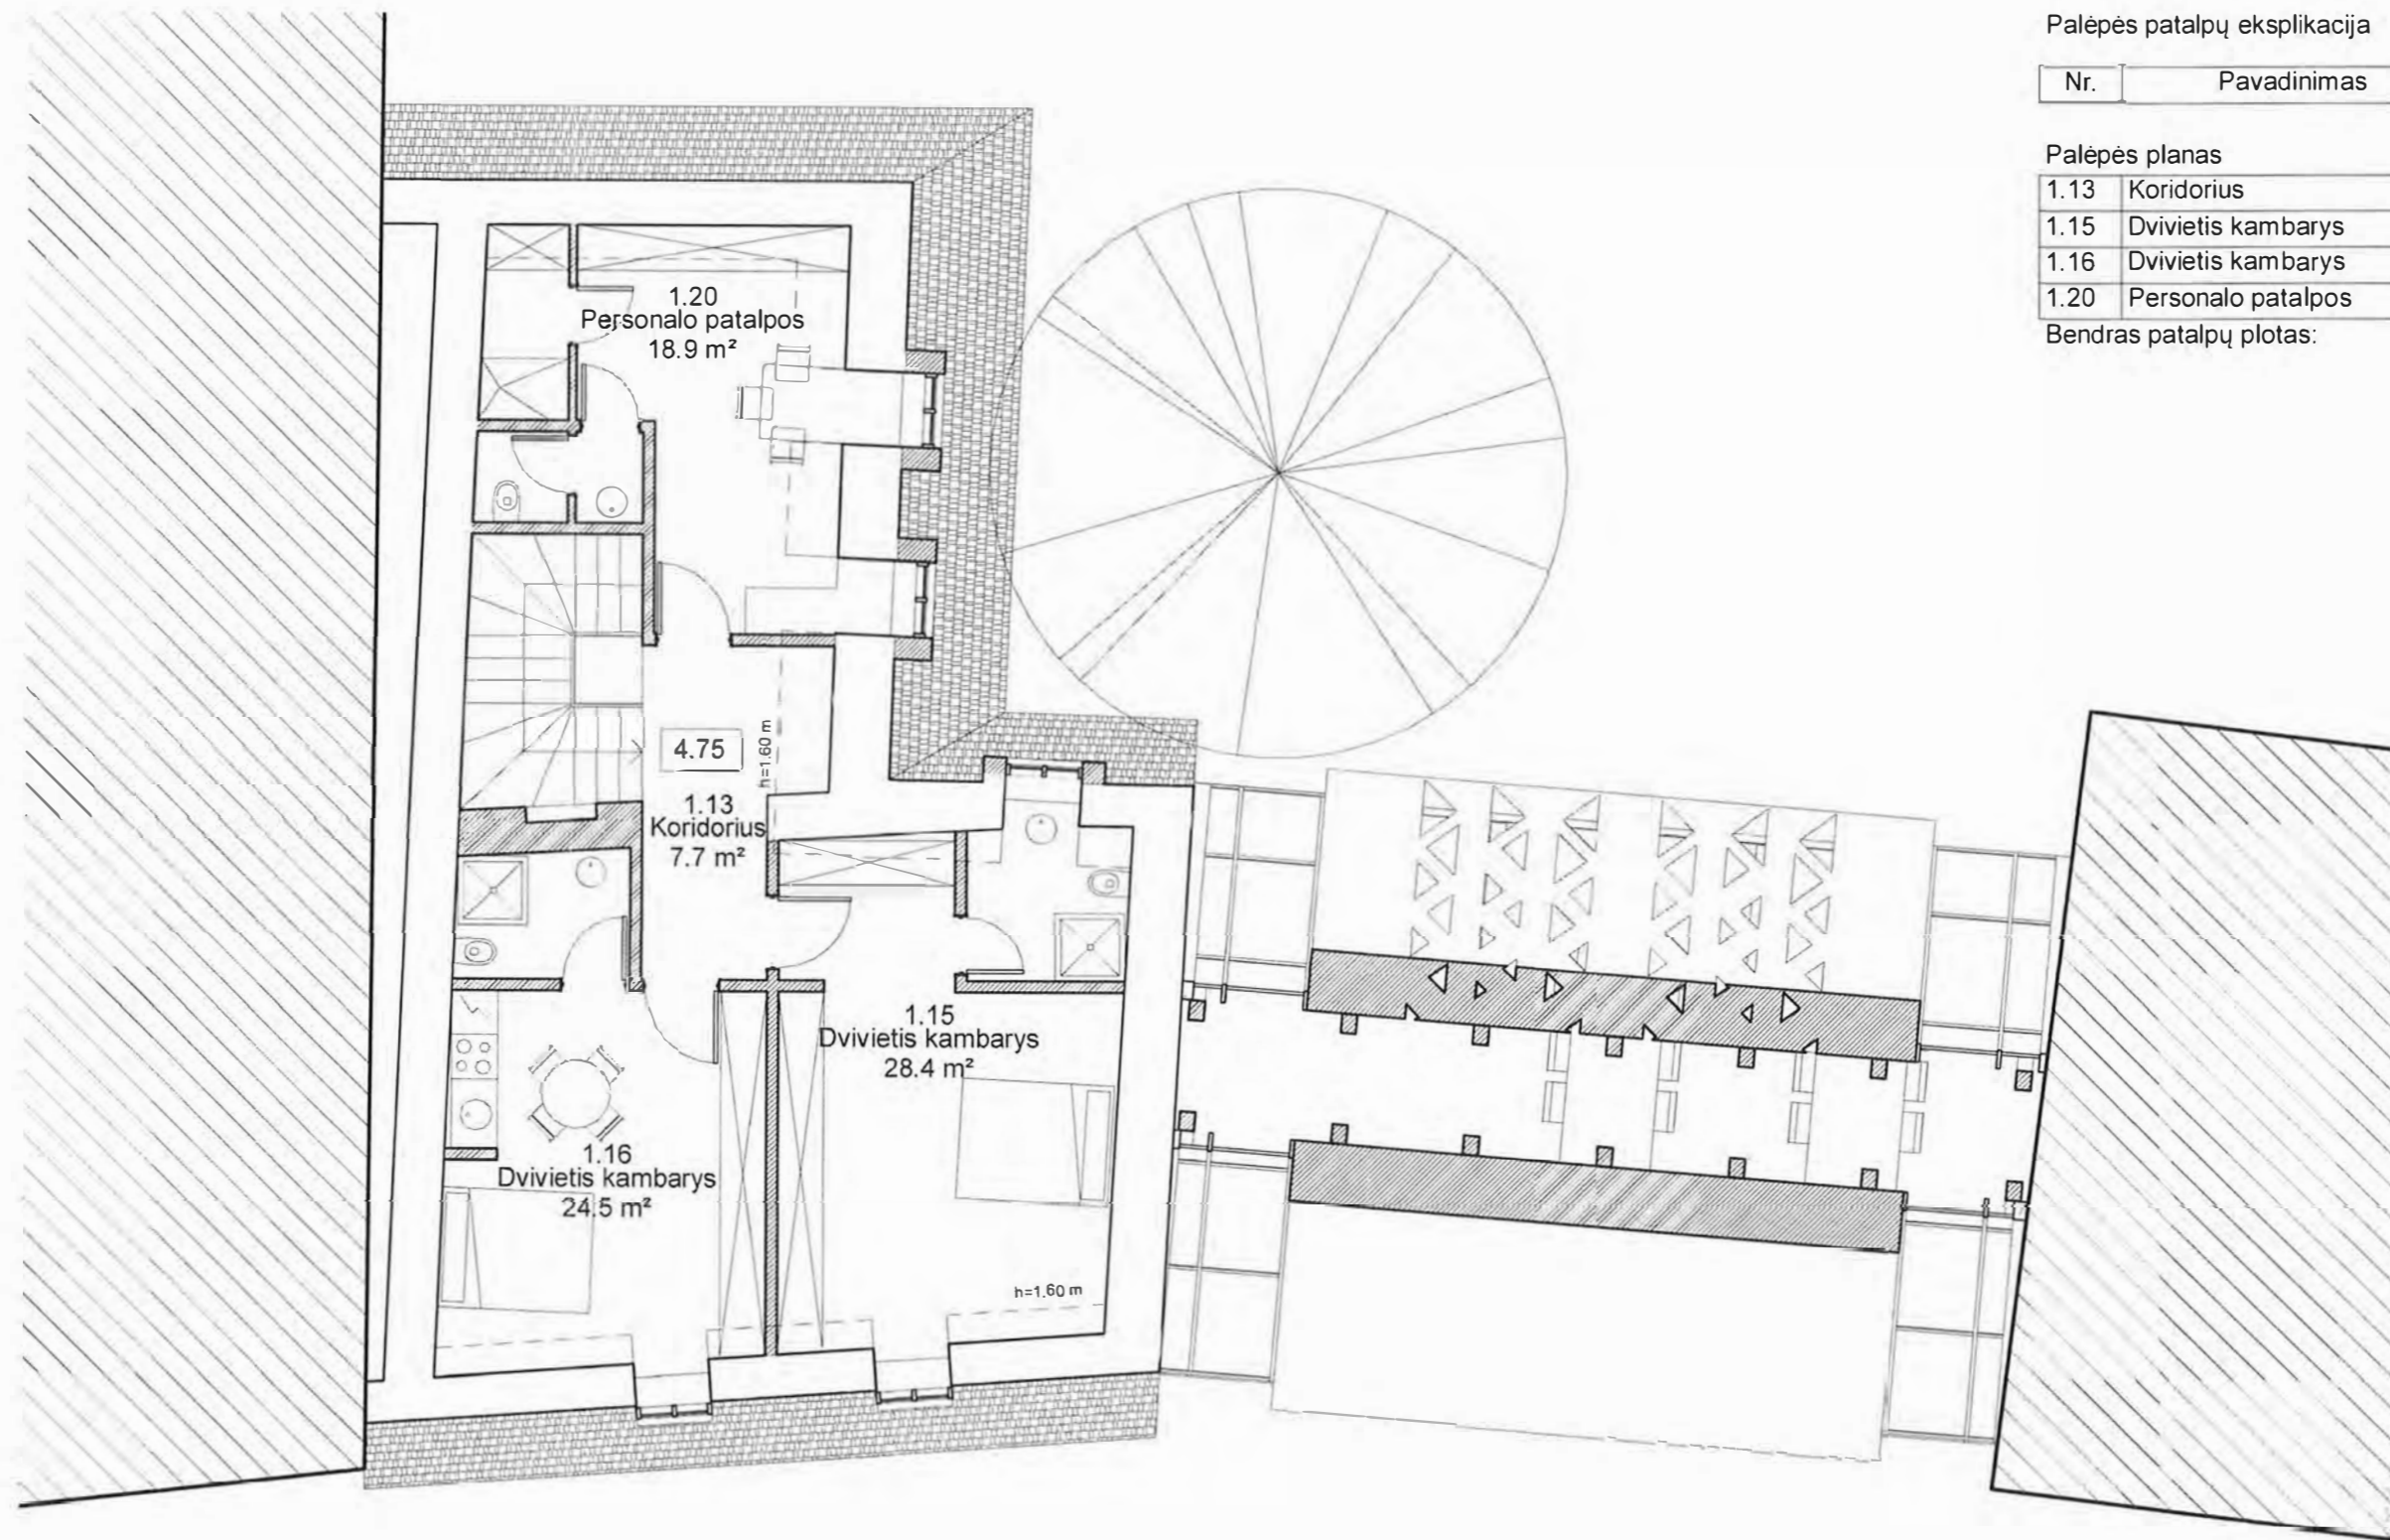 Palėpės patalpų eksplikacija
Nr. Pavadinimas
Palėpės planas
1.13 Koridorius
1.15 Dvivietis kambarys
1.16 Dvivietis kambarys
1.20 Personalo patalpos
Bendras patalpų plotas:
1.20
Personalo patalpos
18.9 m²
4.75
h=1.60 m
1.13
Koridorius
7.7 m²
1.15
Dvivietis kambarys
28.4 m²
1.16
Dvivietis kambarys
24.5 m²
h=1.60 m